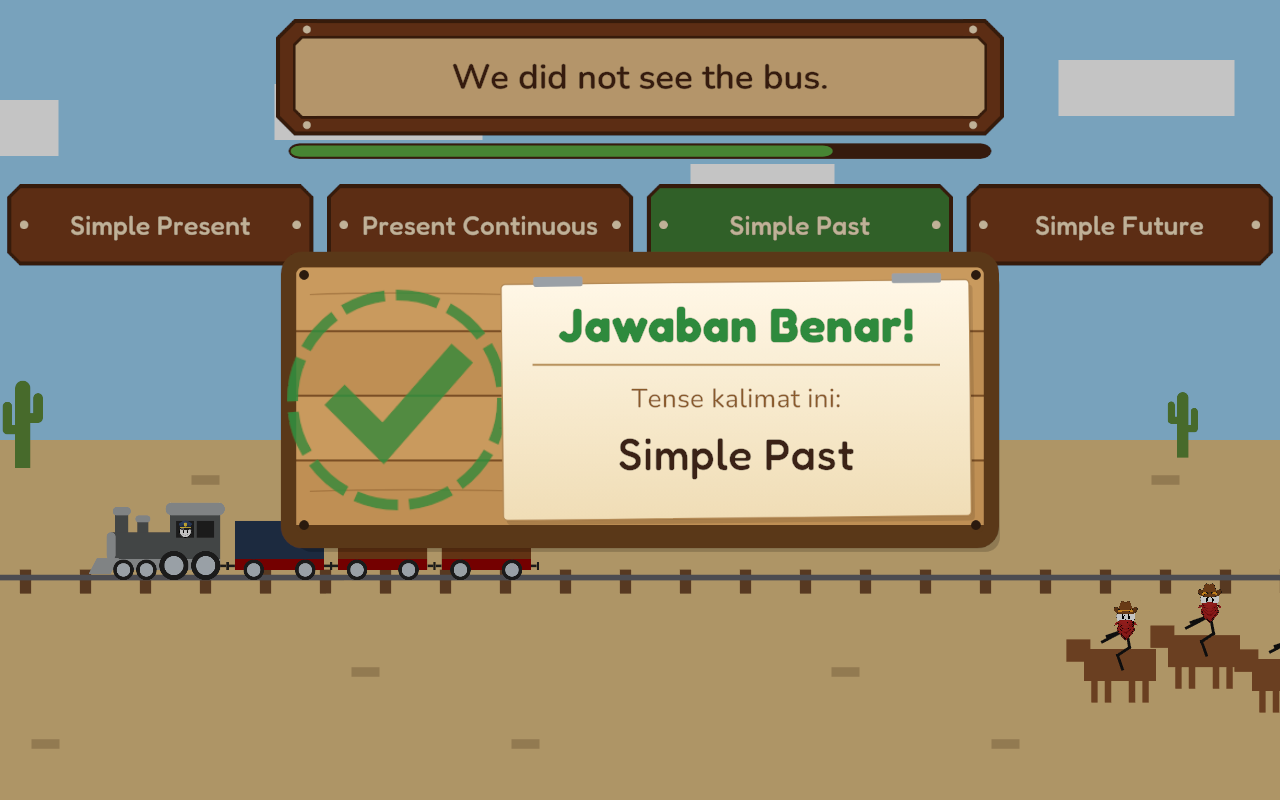 We did not see the bus.
Simple Present
Present Continuous
Simple Past
Simple Future
Jawaban Benar!
Tense kalimat ini:
Simple Past